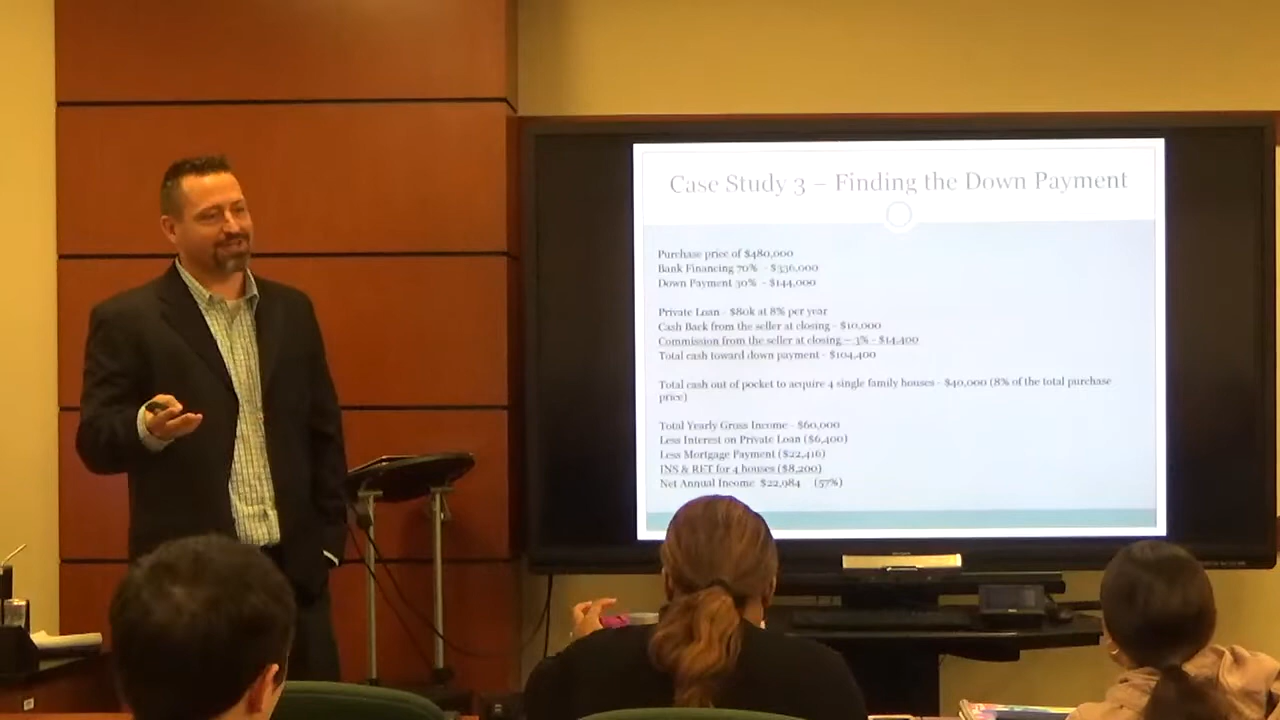 Case Study 3 – Finding the Down Payment
Purchase price of $480,000
Bank Financing 70% - $336,000
Down Payment 30% - $144,000
Private Loan - $80k at 8% per year
Cash Back from the seller at closing - $10,000
Commission from the seller at closing – 3% - $14,400
Total cash toward down payment - $104,400
Total cash out of pocket to acquire 4 single family houses - $40,000 (8% of the total purchase
price)
Total Yearly Gross Income - $60,000
Less Interest on Private Loan ($6,400)
Less Mortgage Payment ($22,416)
INS & RET for 4 houses ($8,200)
Net Annual Income $22,984 (57%)